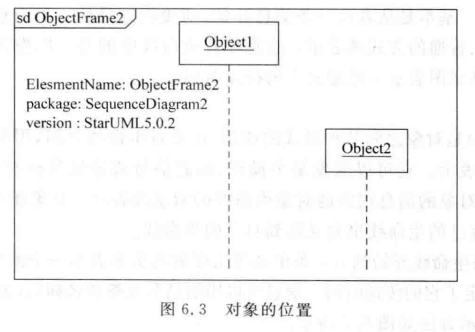 sd ObjectFrame2
Object1
ElesmentName: ObjectFrame2
package: SequenceDiagram2
version : StarUML5.0.2
Object2
图 6.3 对象的位置